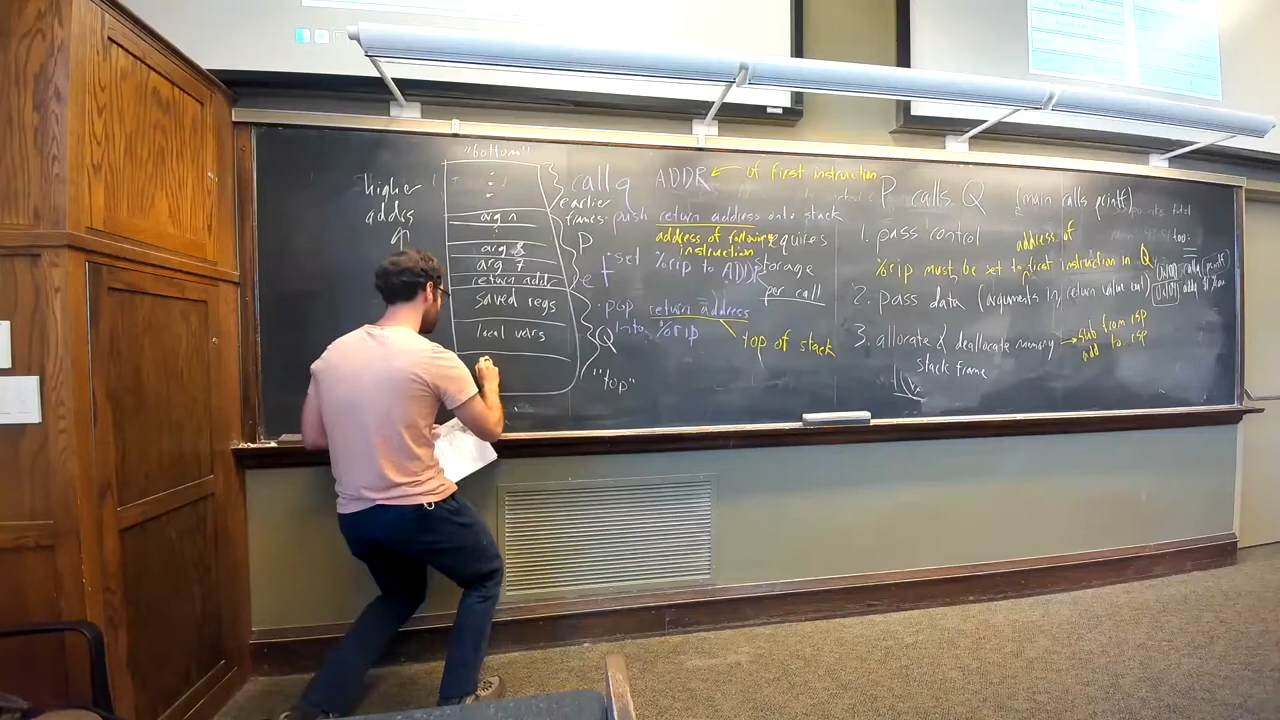 "bottom"
higher
addrs
arg n
arg 8
arg 7
return addr
saved regs
local vars
earlier
frames
P
Q
"top"
callq ADDR
of first instruction
push return address onto stack
address of following
instruction
set %rip to ADDR
requires
storage
per call
ret
pop return address
into %rip
top of stack
P calls Q (main calls printf)
1. pass control
address of
%rip must be set to first instruction in Q
2. pass data (arguments in, return value out)
3. allocate & deallocate memory
sub from rsp
add to rsp
stack frame
too: